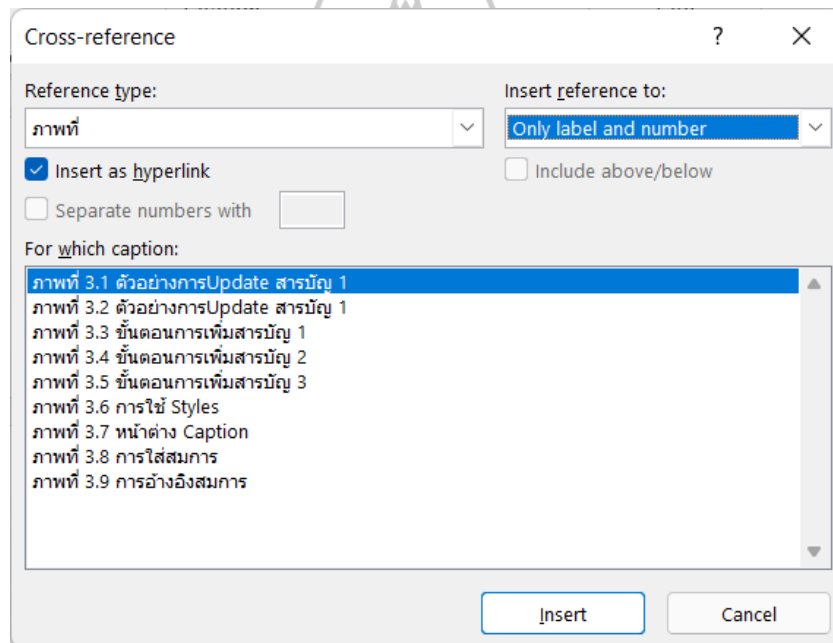 Cross-reference ?
Reference type: Insert reference to:
ภาพที่ Only label and number
Insert as hyperlink Include above/below
Separate numbers with
For which caption:
ภาพที่ 3.1 ตัวอย่างการUpdate สารบัญ 1
ภาพที่ 3.2 ตัวอย่างการUpdate สารบัญ 1
ภาพที่ 3.3 ขั้นตอนการเพิ่มสารบัญ 1
ภาพที่ 3.4 ขั้นตอนการเพิ่มสารบัญ 2
ภาพที่ 3.5 ขั้นตอนการเพิ่มสารบัญ 3
ภาพที่ 3.6 การใช้ Styles
ภาพที่ 3.7 หน้าต่าง Caption
ภาพที่ 3.8 การใส่สมการ
ภาพที่ 3.9 การอ้างอิงสมการ
Insert Cancel